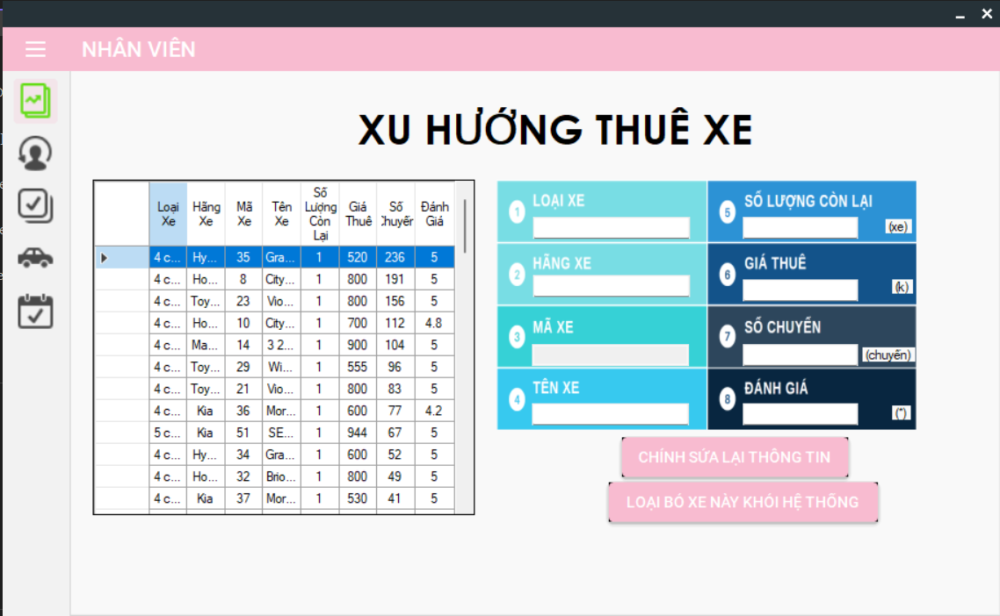 NHÂN VIÊN
XU HƯỚNG THUÊ XE
Loại Xe Hãng Xe Mã Xe Tên Xe Số Lượng Còn Lại Giá Thuê Số Chuyến Đánh Giá
4 c... Hy... 35 Gra... 1 520 236 5
4 c... Ho... 8 City... 1 800 191 5
4 c... Toy... 23 Vio... 1 800 156 5
4 c... Ho... 10 City... 1 700 112 4.8
4 c... Ma... 14 3 2... 1 900 104 5
4 c... Toy... 29 Wi... 1 555 96 5
4 c... Toy... 21 Vio... 1 800 83 5
4 c... Kia 36 Mor... 1 600 77 4.2
5 c... Kia 51 SE... 1 944 67 5
4 c... Hy... 34 Gra... 1 600 52 5
4 c... Ho... 32 Brio... 1 800 49 5
4 c... Kia 37 Mor... 1 530 41 5
1 LOẠI XE
2 HÃNG XE
3 MÃ XE
4 TÊN XE
5 SỐ LƯỢNG CÒN LẠI
(xe)
6 GIÁ THUÊ
(k)
7 SỐ CHUYẾN
(chuyến)
8 ĐÁNH GIÁ
(*)
CHỈNH SỬA LẠI THÔNG TIN
LOẠI BỎ XE NÀY KHỎI HỆ THỐNG